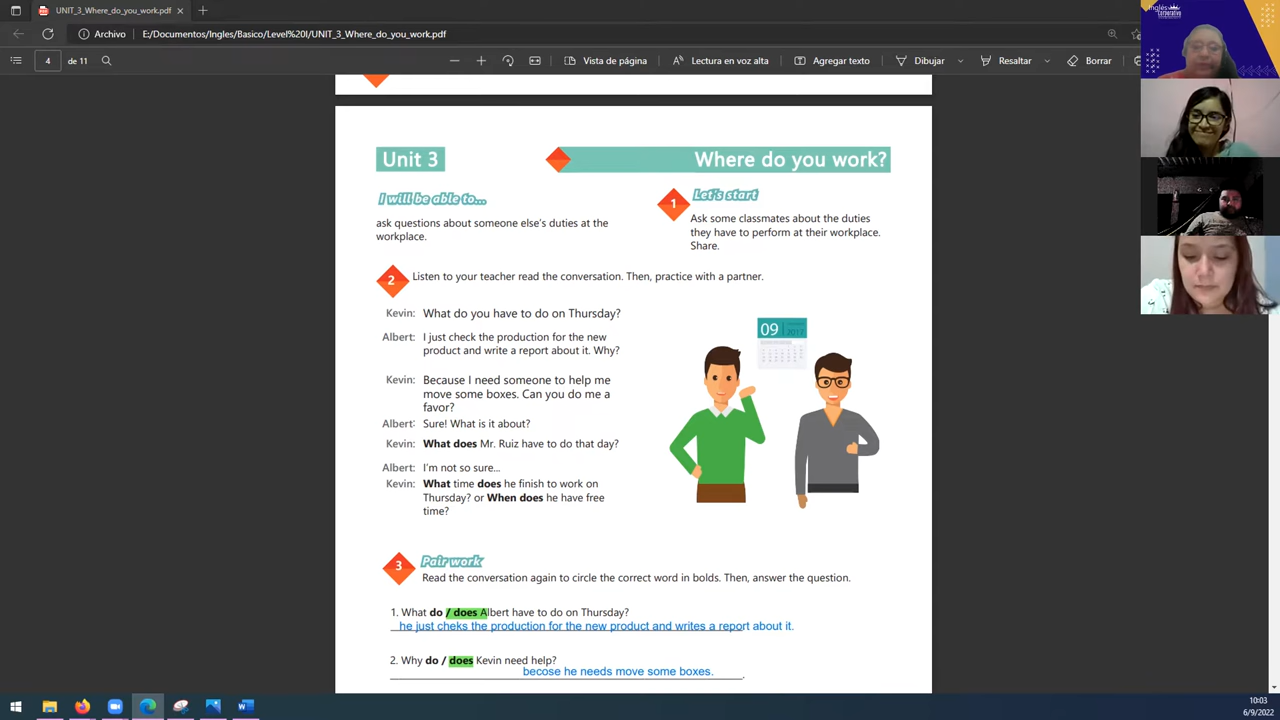 UNIT_3_Where_do_you_work.pdf
Archivo
E:/Documentos/Ingles/Basico/Level%20I/UNIT_3_Where_do_you_work.pdf
4 de 11
Vista de página
Lectura en voz alta
Agregar texto
Dibujar
Resaltar
Borrar
Unit 3
Where do you work?
I will be able to...
ask questions about someone else's duties at the
workplace.
1
Let's start
Ask some classmates about the duties
they have to perform at their workplace.
Share.
2
Listen to your teacher read the conversation. Then, practice with a partner.
Kevin: What do you have to do on Thursday?
Albert: I just check the production for the new
product and write a report about it. Why?
Kevin: Because I need someone to help me
move some boxes. Can you do me a
favor?
Albert: Sure! What is it about?
Kevin: What does Mr. Ruiz have to do that day?
Albert: I'm not so sure...
Kevin: What time does he finish to work on
Thursday? or When does he have free
time?
09
2017
3
Pair work
Read the conversation again to circle the correct word in bolds. Then, answer the question.
1. What do / does Albert have to do on Thursday?
he just cheks the production for the new product and writes a report about it.
2. Why do / does Kevin need help?
becose he needs move some boxes.
Inglés
Corporativo
10:03
6/9/2022